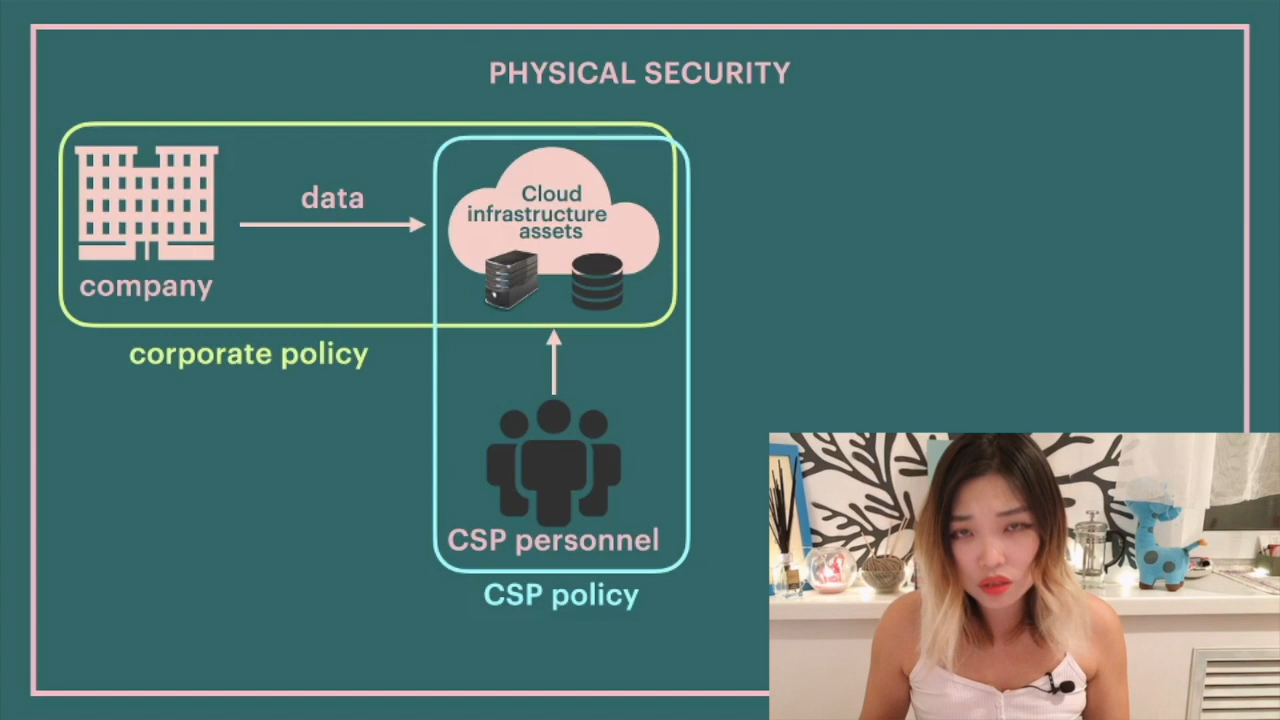 PHYSICAL SECURITY
data
Cloud
infrastructure
assets
company
corporate policy
CSP personnel
CSP policy